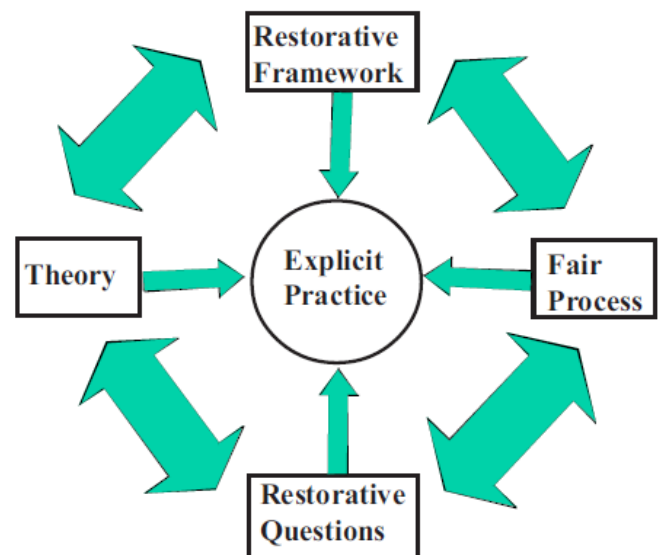 Restorative
Framework
Theory
Explicit
Practice
Fair
Process
Restorative
Questions